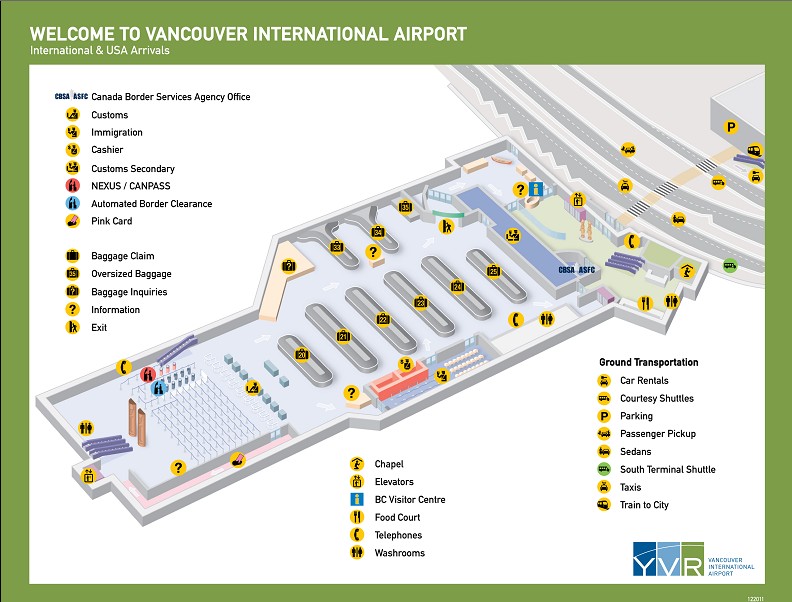 WELCOME TO VANCOUVER INTERNATIONAL AIRPORT
International & USA Arrivals
CBSA ASFC Canada Border Services Agency Office
Customs
Immigration
Cashier
Customs Secondary
NEXUS / CANPASS
Automated Border Clearance
Pink Card
Baggage Claim
35 Oversized Baggage
? Baggage Inquiries
? Information
Exit
P
35
34
33
?
?
?
i
CBSA ASFC
25
24
23
22
21
20
?
?
Ground Transportation
Car Rentals
Courtesy Shuttles
P Parking
Passenger Pickup
Sedans
South Terminal Shuttle
Taxis
Train to City
Chapel
Elevators
i BC Visitor Centre
Food Court
Telephones
Washrooms
YVR
VANCOUVER
INTERNATIONAL
AIRPORT
122011